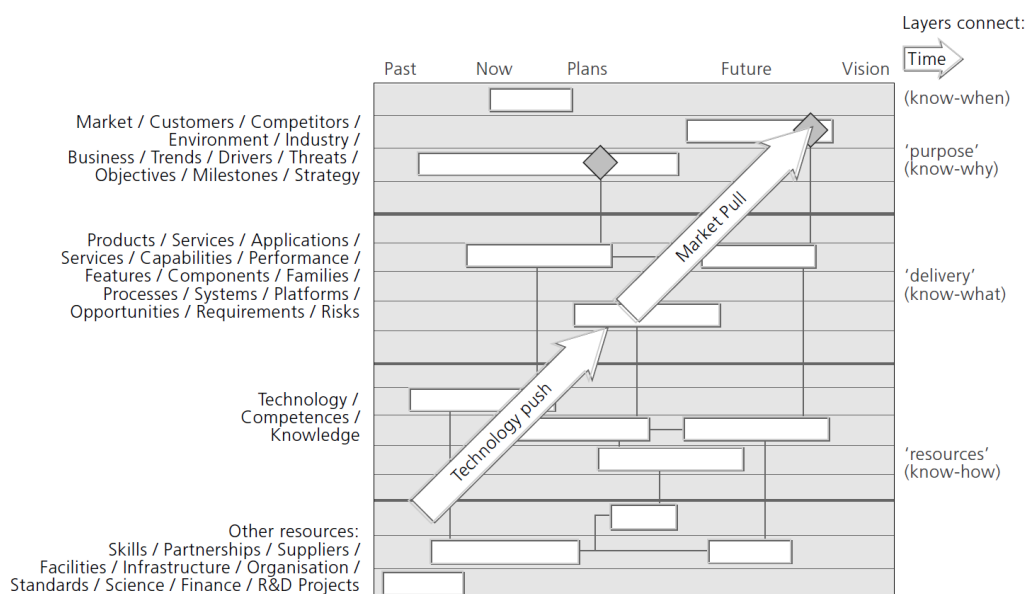 Layers connect:
Time
Past Now Plans Future Vision
(know-when)
Market / Customers / Competitors /
Environment / Industry /
Business / Trends / Drivers / Threats /
Objectives / Milestones / Strategy
'purpose'
(know-why)
Market Pull
Products / Services / Applications /
Services / Capabilities / Performance /
Features / Components / Families /
Processes / Systems / Platforms /
Opportunities / Requirements / Risks
'delivery'
(know-what)
Technology push
Technology /
Competences /
Knowledge
'resources'
(know-how)
Other resources:
Skills / Partnerships / Suppliers /
Facilities / Infrastructure / Organisation /
Standards / Science / Finance / R&D Projects